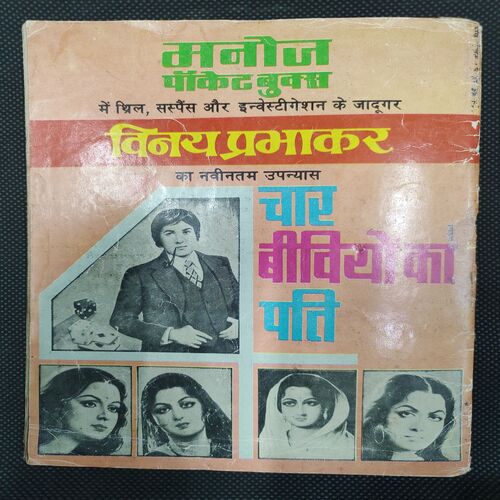 मनोज
पॉकेट बुक्स
में थ्रिल, सस्पैंस और इन्वेस्टीगेशन के जादूगर
विनय प्रभाकर
का नवीनतम उपन्यास
चार
बीवियों का
पति